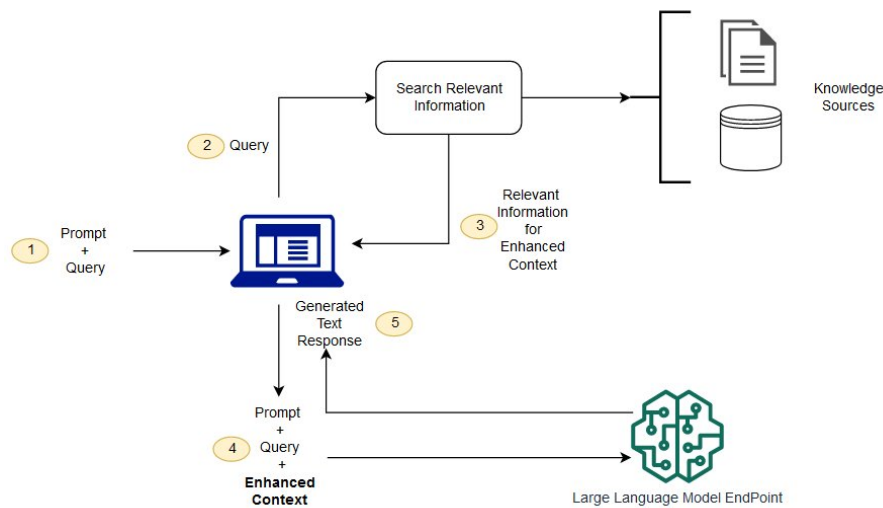 Search Relevant
Information
Knowledge
Sources
2 Query
1
Prompt
+
Query
3
Relevant
Information
for
Enhanced
Context
Generated
Text
Response
5
4
Prompt
+
Query
+
Enhanced
Context
Large Language Model EndPoint